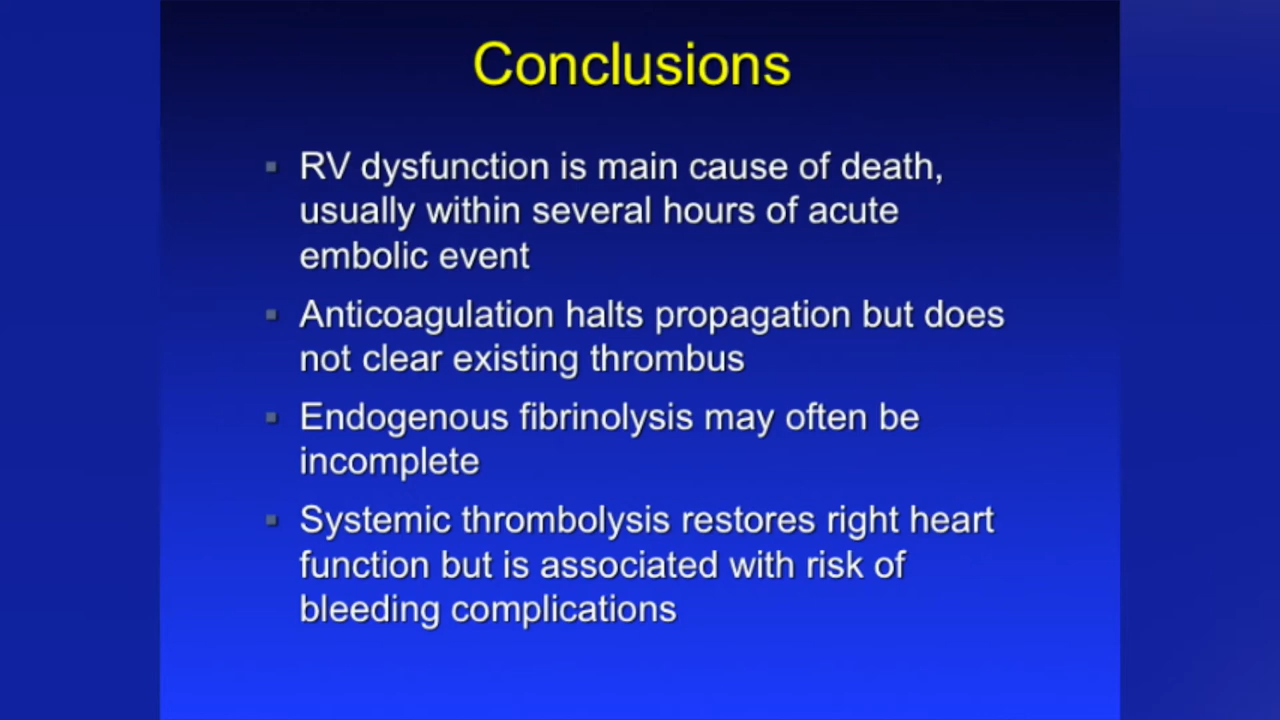 Conclusions
RV dysfunction is main cause of death,
usually within several hours of acute
embolic event
Anticoagulation halts propagation but does
not clear existing thrombus
Endogenous fibrinolysis may often be
incomplete
Systemic thrombolysis restores right heart
function but is associated with risk of
bleeding complications